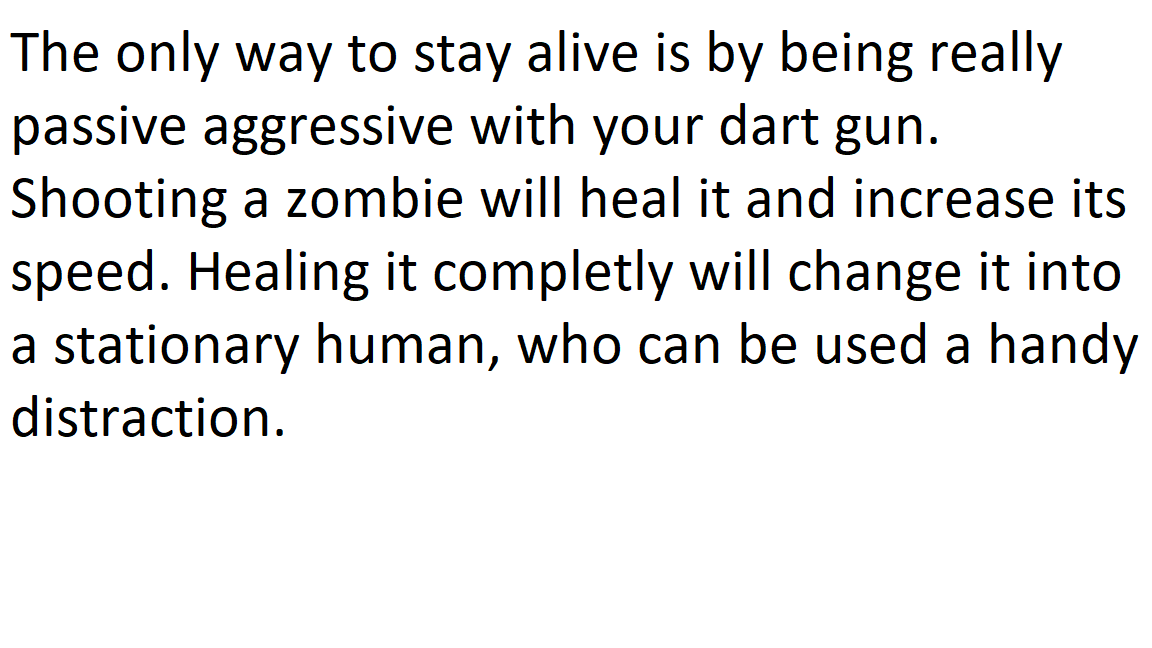 The only way to stay alive is by being really
passive aggressive with your dart gun.
Shooting a zombie will heal it and increase its
speed. Healing it completly will change it into
a stationary human, who can be used a handy
distraction.